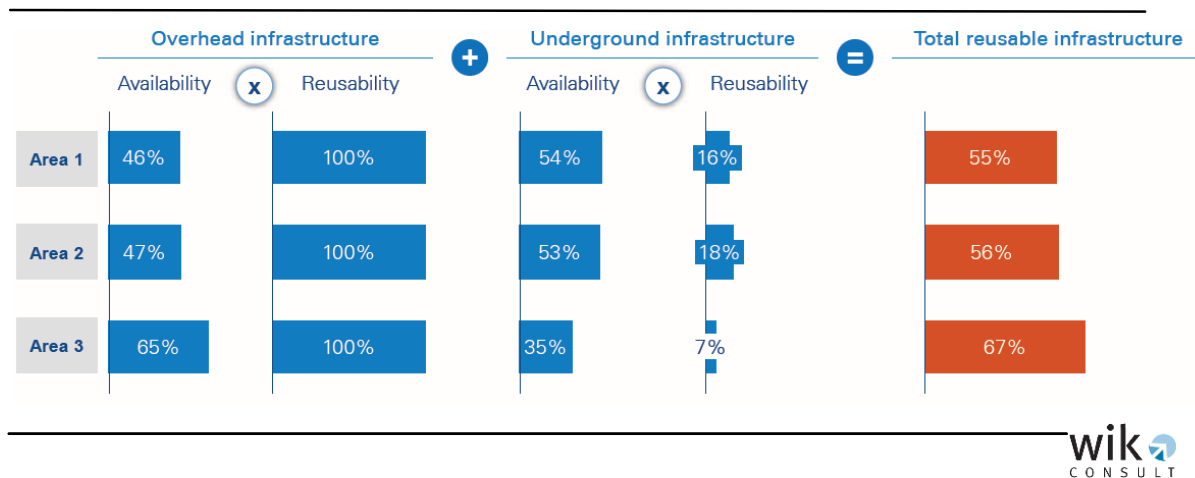 Overhead infrastructure + Underground infrastructure = Total reusable infrastructure
Availability x Reusability Availability x Reusability
Area 1 46% 100% 54% 16% 55%
Area 2 47% 100% 53% 18% 56%
Area 3 65% 100% 35% 7% 67%
wik
CONSULT